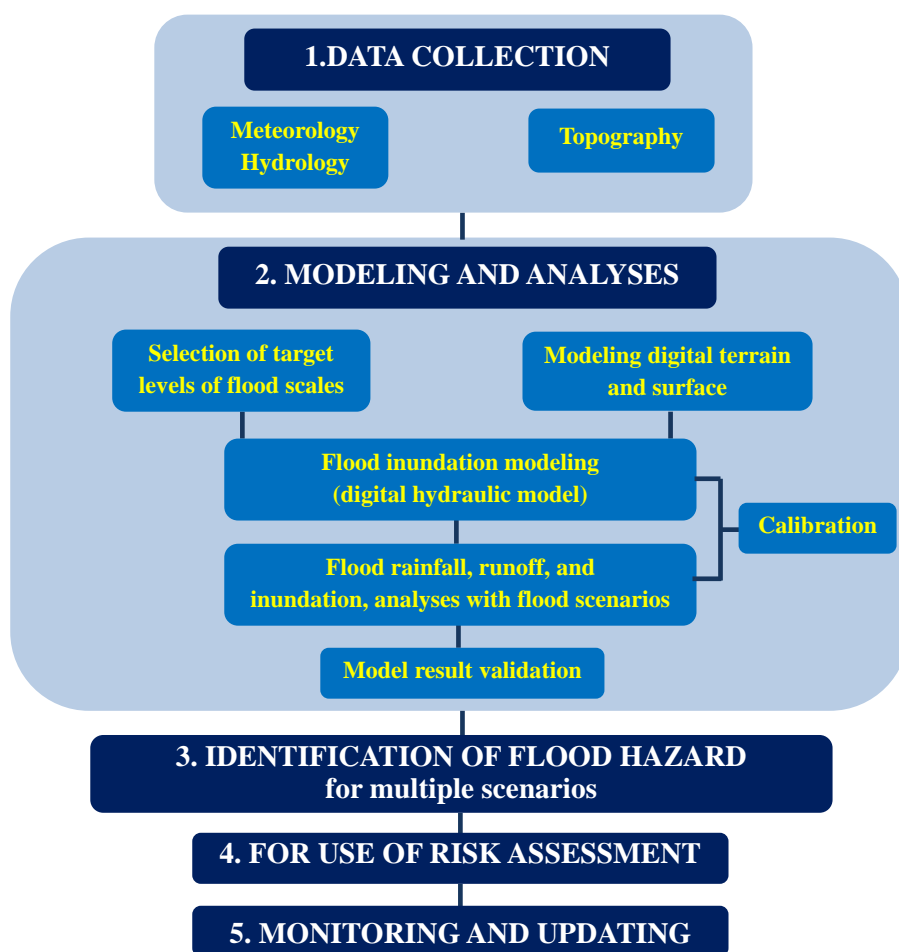 1.DATA COLLECTION
Meteorology
Hydrology
Topography
2. MODELING AND ANALYSES
Selection of target
levels of flood scales
Modeling digital terrain
and surface
Flood inundation modeling
(digital hydraulic model)
Calibration
Flood rainfall, runoff, and
inundation, analyses with flood scenarios
Model result validation
3. IDENTIFICATION OF FLOOD HAZARD
for multiple scenarios
4. FOR USE OF RISK ASSESSMENT
5. MONITORING AND UPDATING